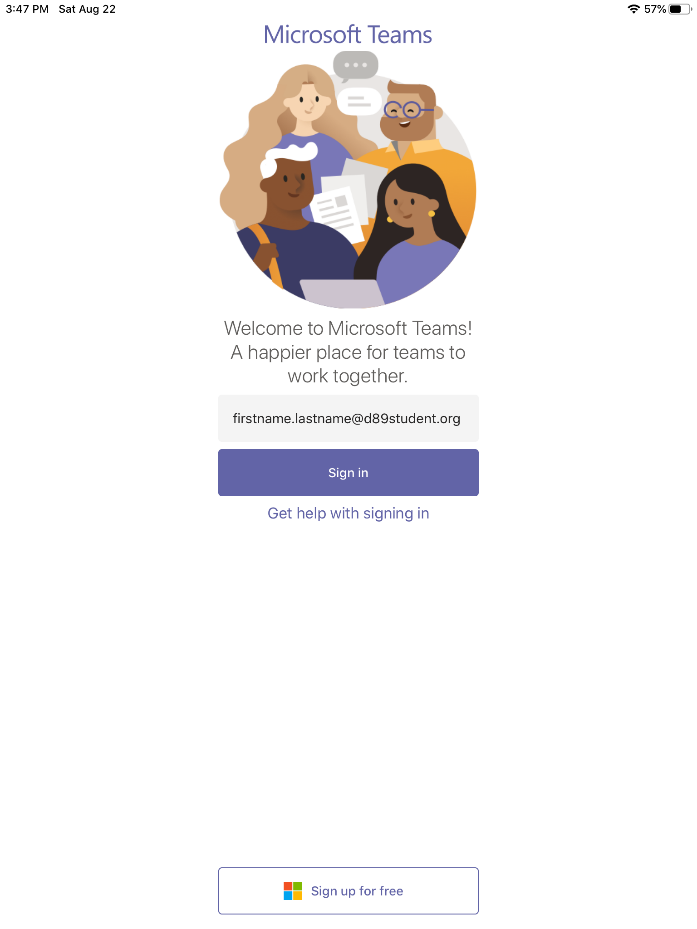 3:47 PM Sat Aug 22
57%
Microsoft Teams
Welcome to Microsoft Teams!
A happier place for teams to
work together.
firstname.lastname@d89student.org
Sign in
Get help with signing in
Sign up for free